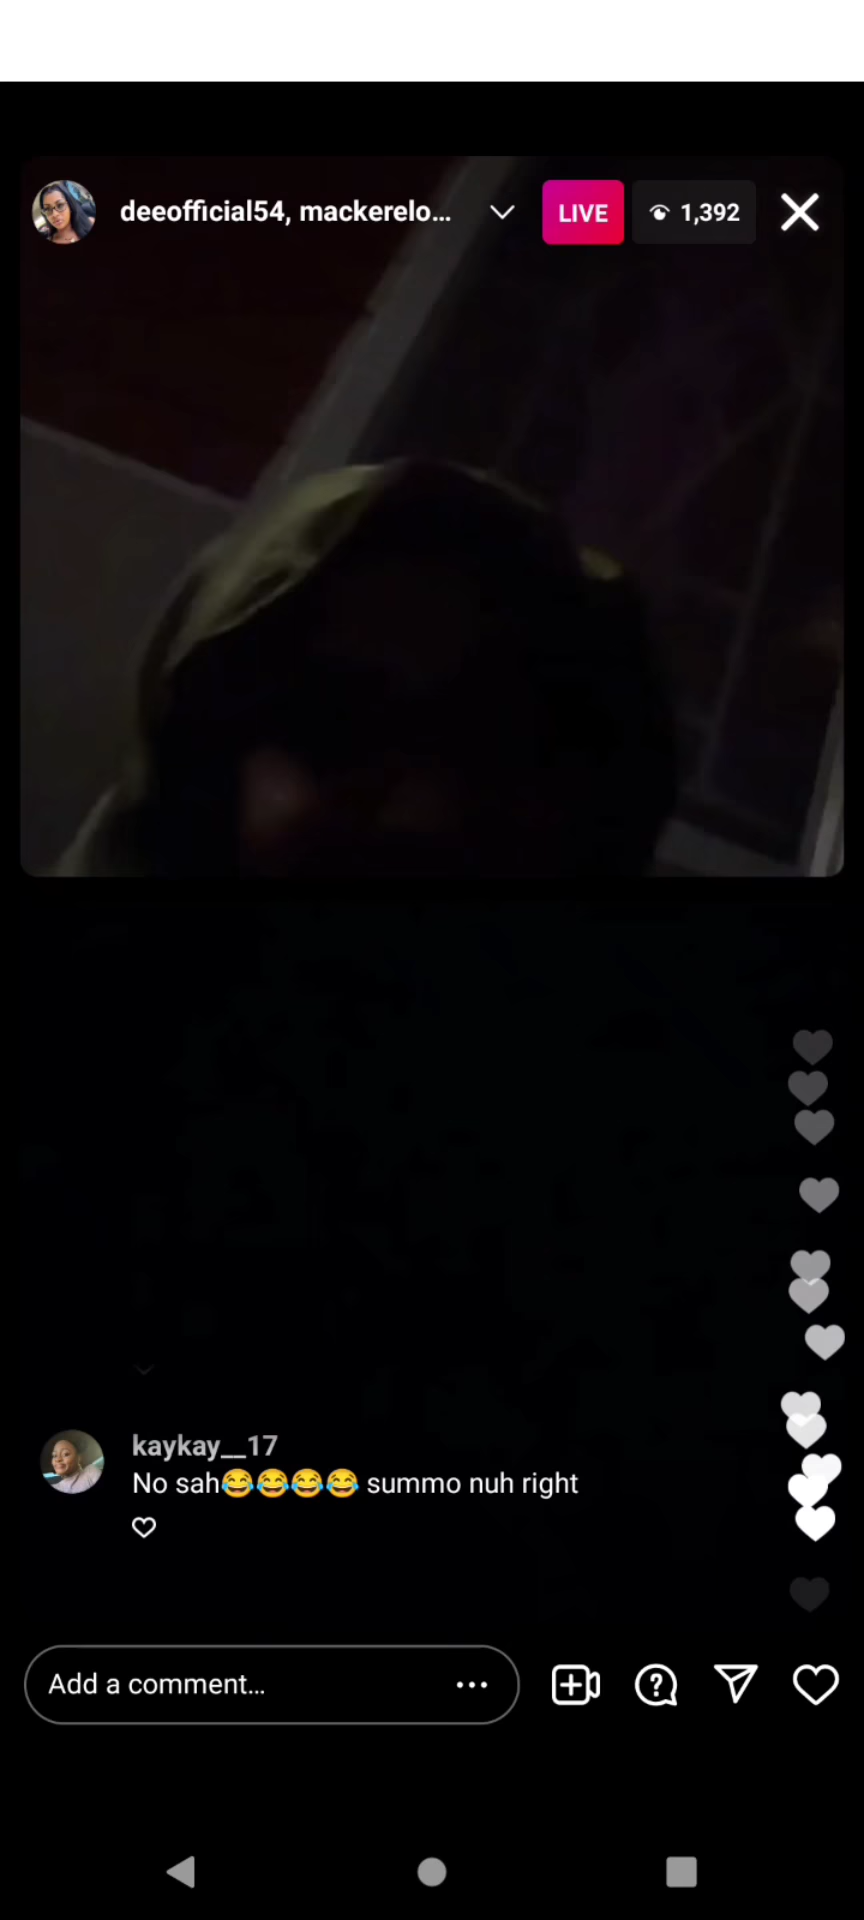 deeofficial54, mackerelo...
LIVE
1,392
kaykay__17
No sah😂😂😂😂 summo nuh right
Add a comment...